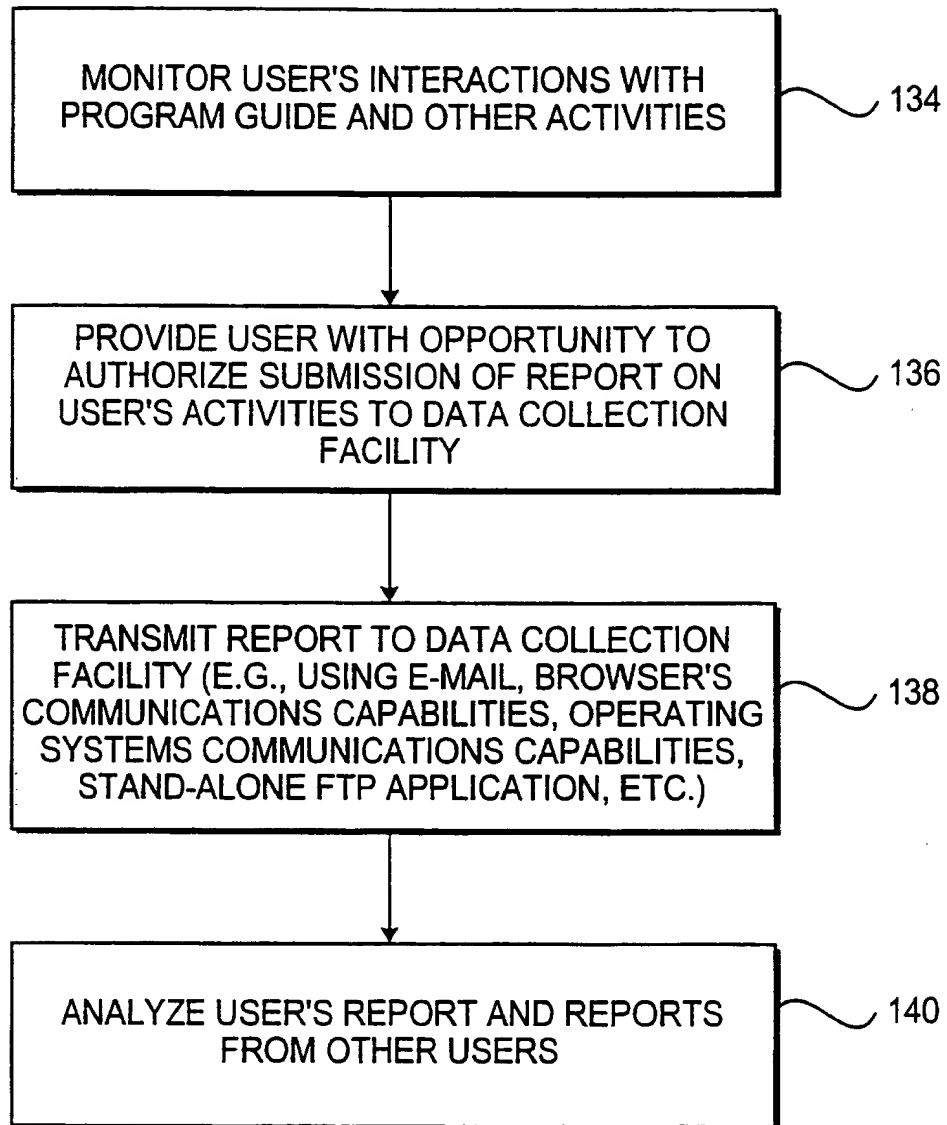 MONITOR USER'S INTERACTIONS WITH
PROGRAM GUIDE AND OTHER ACTIVITIES
134
PROVIDE USER WITH OPPORTUNITY TO
AUTHORIZE SUBMISSION OF REPORT ON
USER'S ACTIVITIES TO DATA COLLECTION
FACILITY
136
TRANSMIT REPORT TO DATA COLLECTION
FACILITY (E.G., USING E-MAIL, BROWSER'S
COMMUNICATIONS CAPABILITIES, OPERATING
SYSTEMS COMMUNICATIONS CAPABILITIES,
STAND-ALONE FTP APPLICATION, ETC.)
138
ANALYZE USER'S REPORT AND REPORTS
FROM OTHER USERS
140